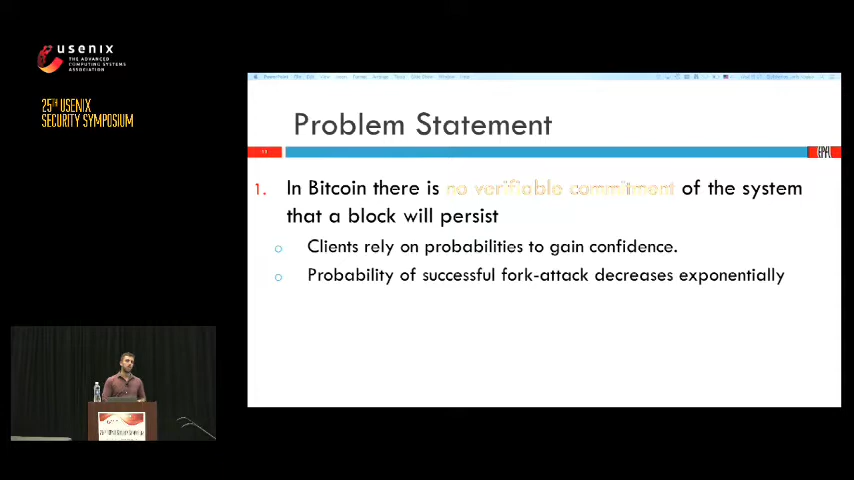 usenix
THE ADVANCED
COMPUTING SYSTEMS
ASSOCIATION
25TH USENIX
SECURITY SYMPOSIUM
Problem Statement
EPFL
1. In Bitcoin there is no verifiable commitment of the system
that a block will persist
Clients rely on probabilities to gain confidence.
Probability of successful fork-attack decreases exponentially